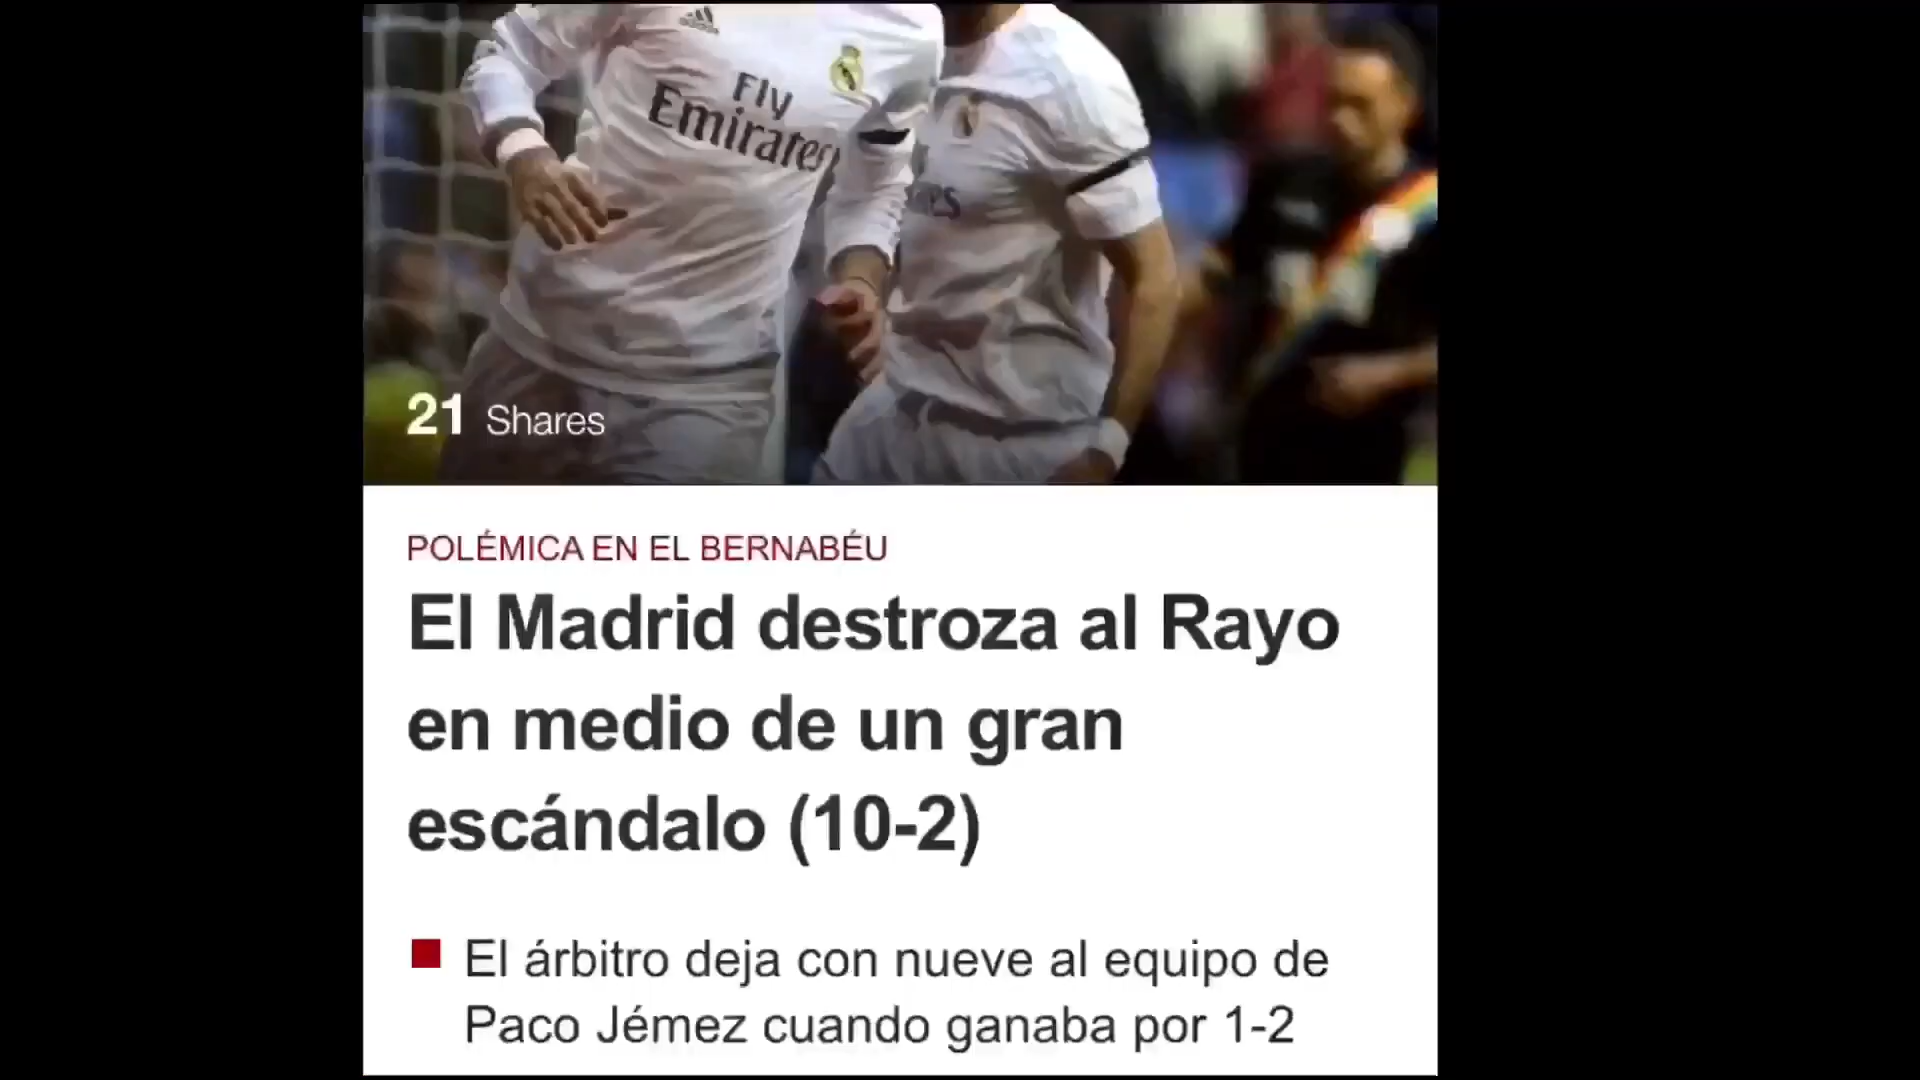 Fly
Emirates
21 Shares
POLÉMICA EN EL BERNABÉU
El Madrid destroza al Rayo
en medio de un gran
escándalo (10-2)
El árbitro deja con nueve al equipo de
Paco Jémez cuando ganaba por 1-2